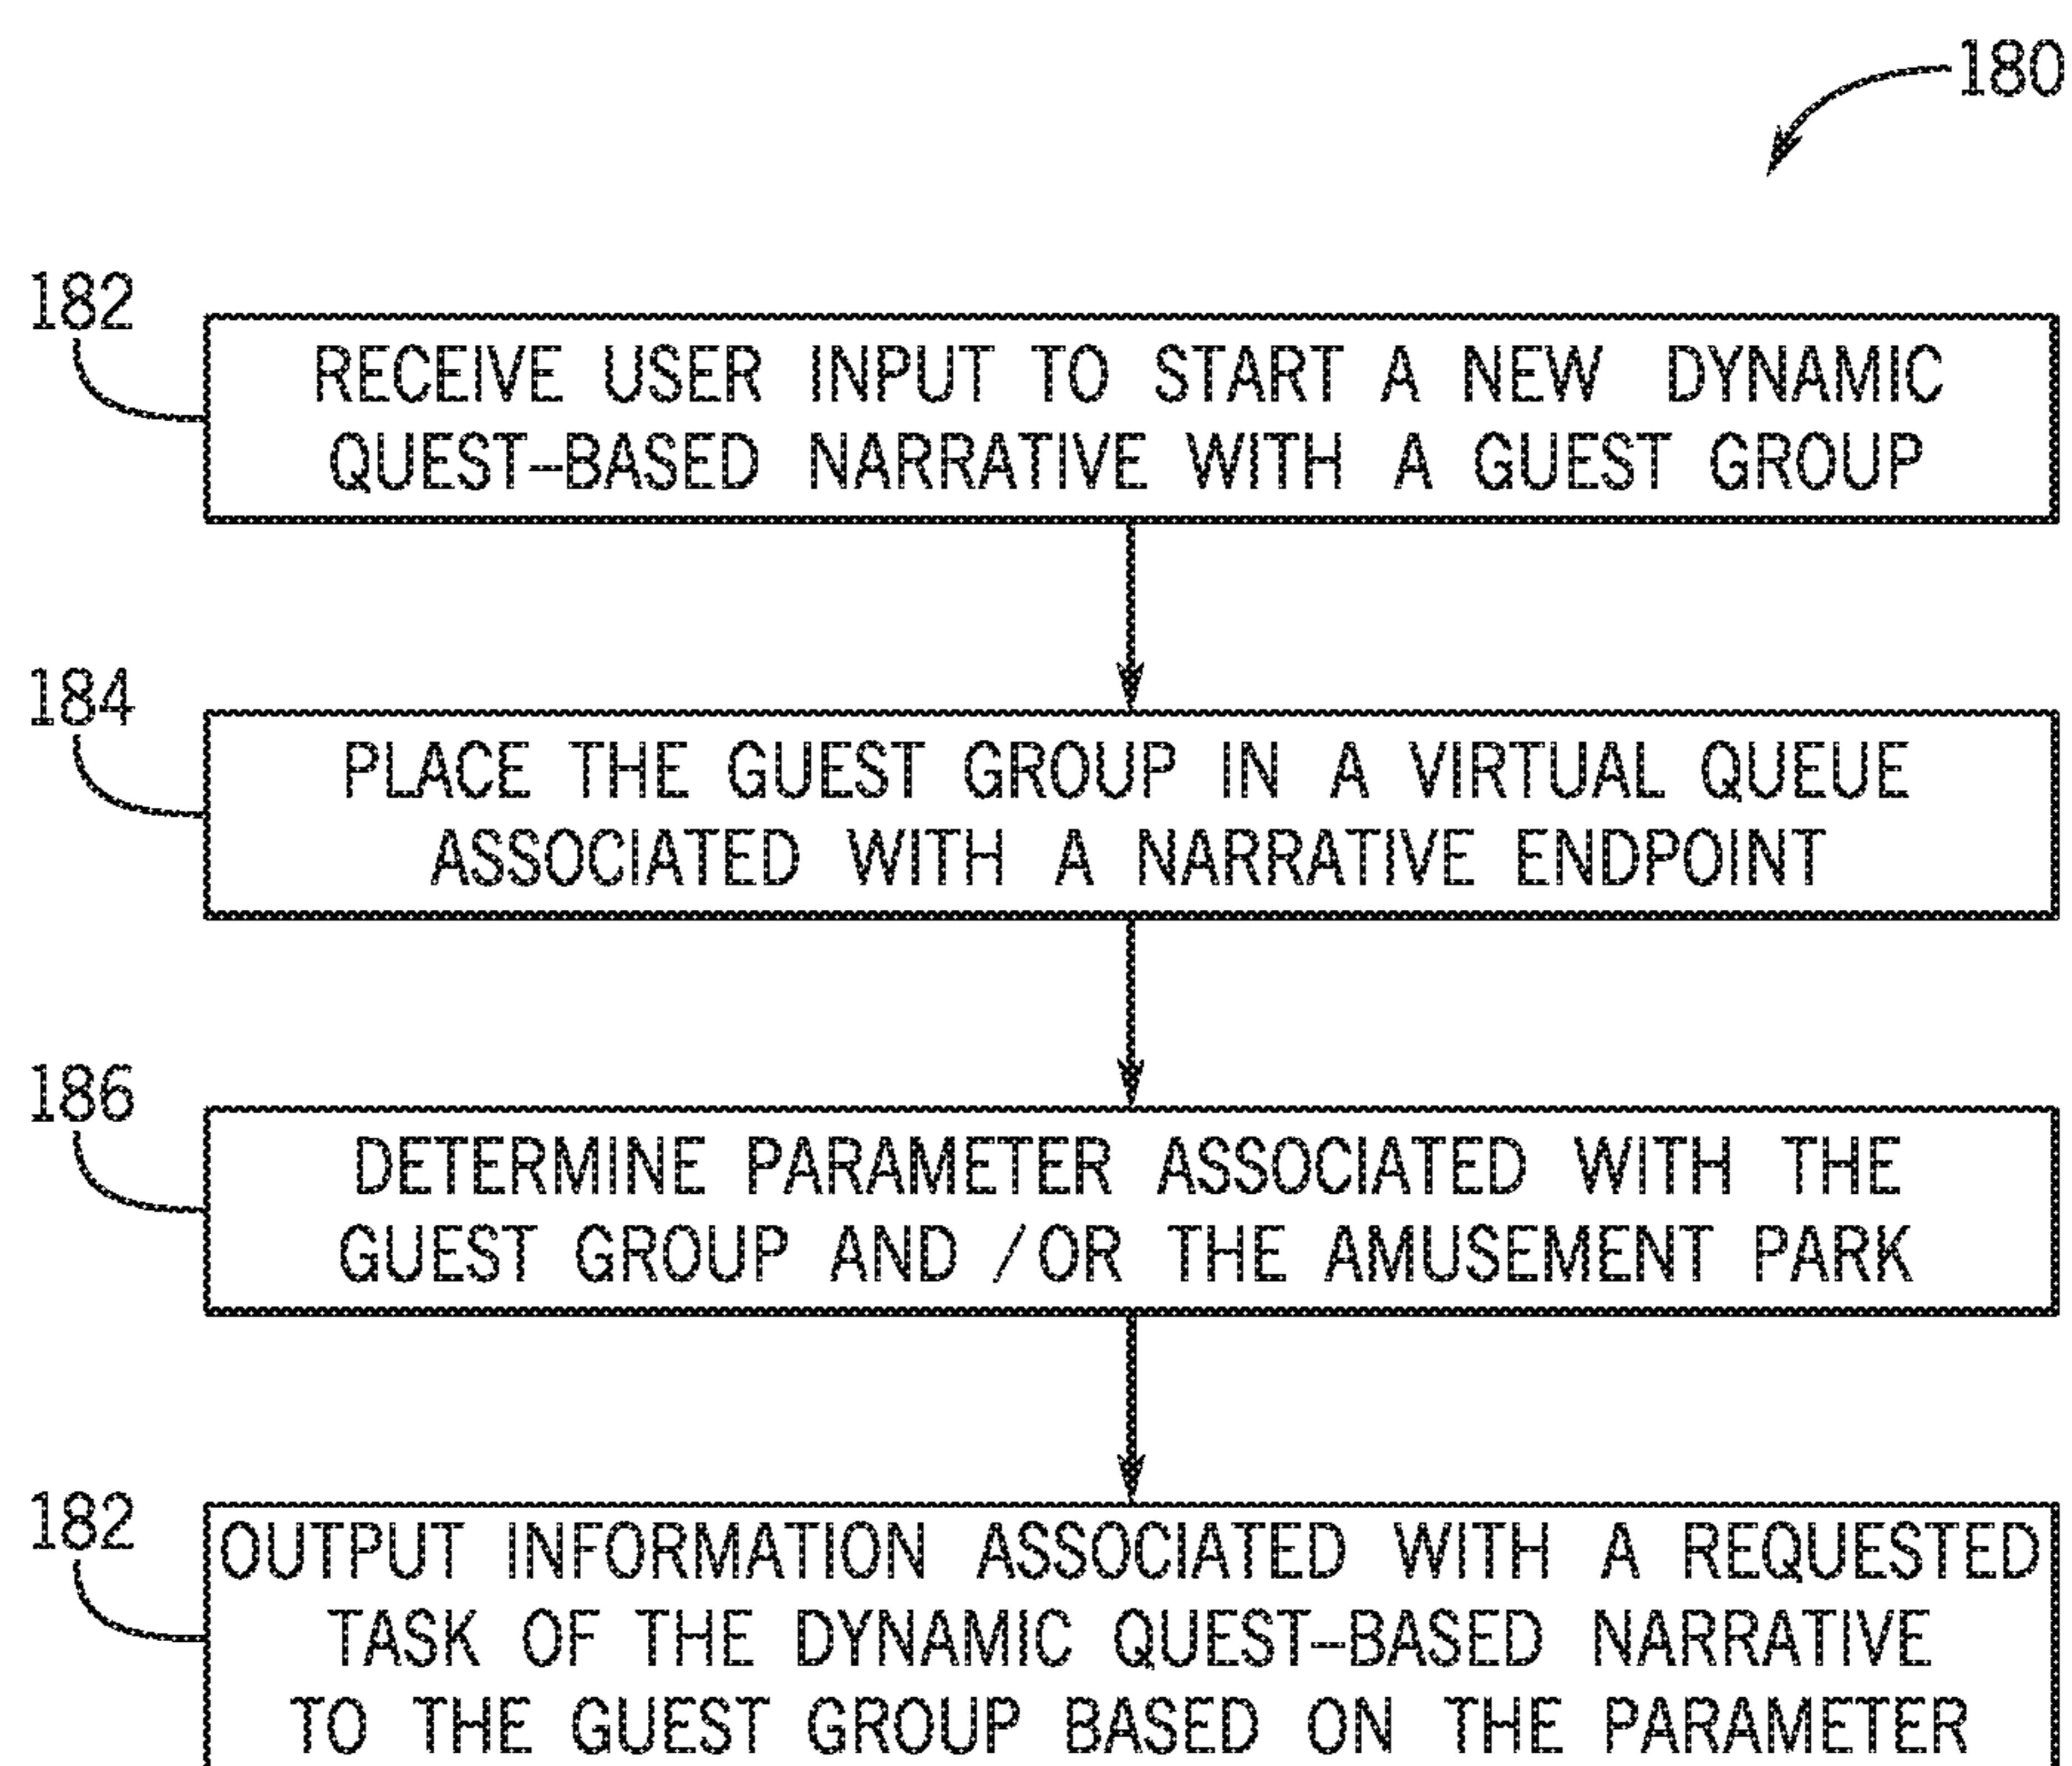 180
182
RECEIVE USER INPUT TO START A NEW DYNAMIC
QUEST-BASED NARRATIVE WITH A GUEST GROUP
184
PLACE THE GUEST GROUP IN A VIRTUAL QUEUE
ASSOCIATED WITH A NARRATIVE ENDPOINT
186
DETERMINE PARAMETER ASSOCIATED WITH THE
GUEST GROUP AND /OR THE AMUSEMENT PARK
182
OUTPUT INFORMATION ASSOCIATED WITH A REQUESTED
TASK OF THE DYNAMIC QUEST-BASED NARRATIVE
TO THE GUEST GROUP BASED ON THE PARAMETER